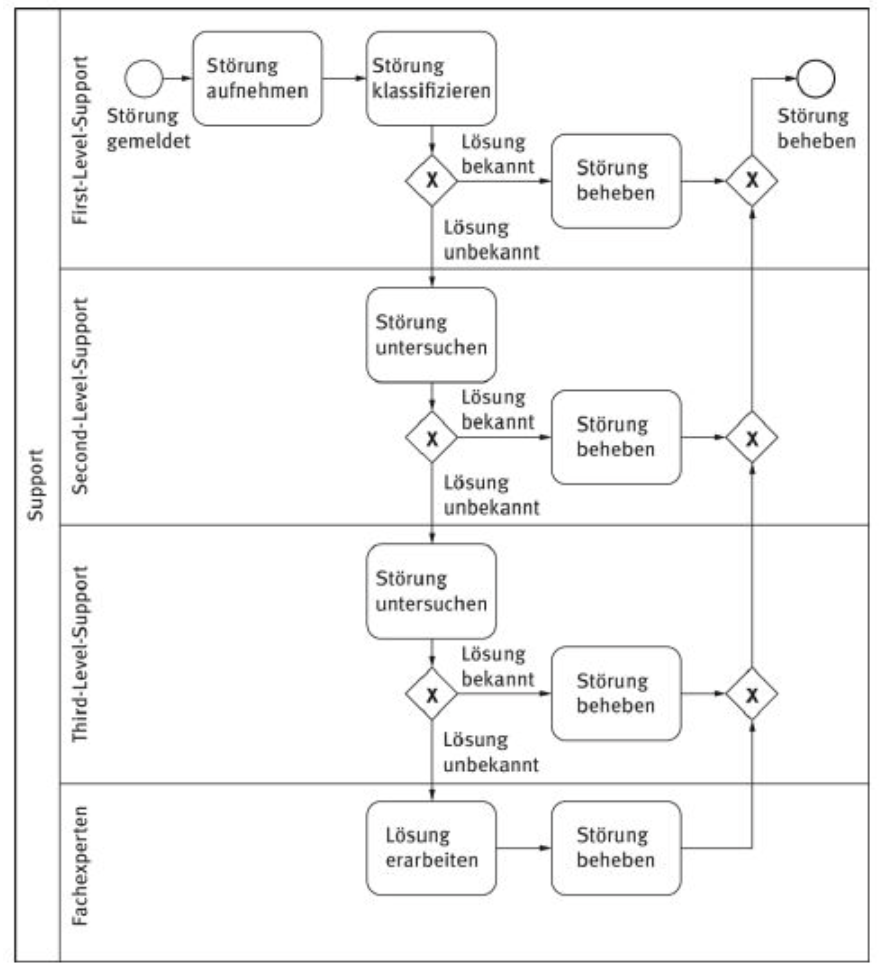 Support
First-Level-Support
Störung
gemeldet
Störung
aufnehmen
Störung
klassifizieren
X
Lösung
bekannt
Störung
beheben
X
Störung
beheben
Lösung
unbekannt
Second-Level-Support
Störung
untersuchen
X
Lösung
bekannt
Störung
beheben
X
Lösung
unbekannt
Third-Level-Support
Störung
untersuchen
X
Lösung
bekannt
Störung
beheben
X
Lösung
unbekannt
Fachexperten
Lösung
erarbeiten
Störung
beheben